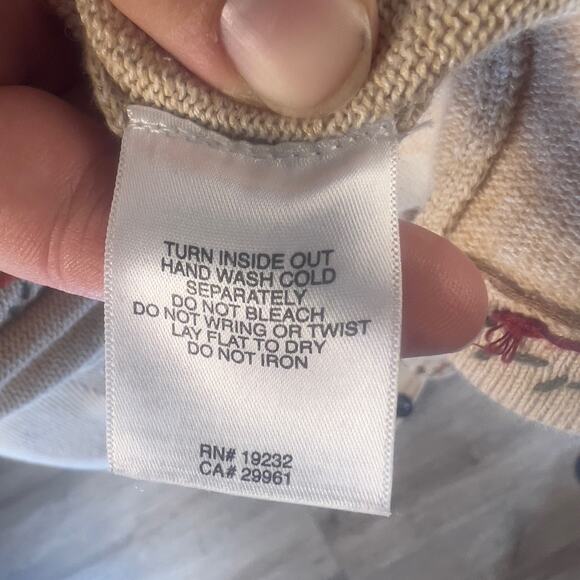 TURN INSIDE OUT
HAND WASH COLD
SEPARATELY
DO NOT BLEACH
DO NOT WRING OR TWIST
LAY FLAT TO DRY
DO NOT IRON
RN# 19232
CA# 29961